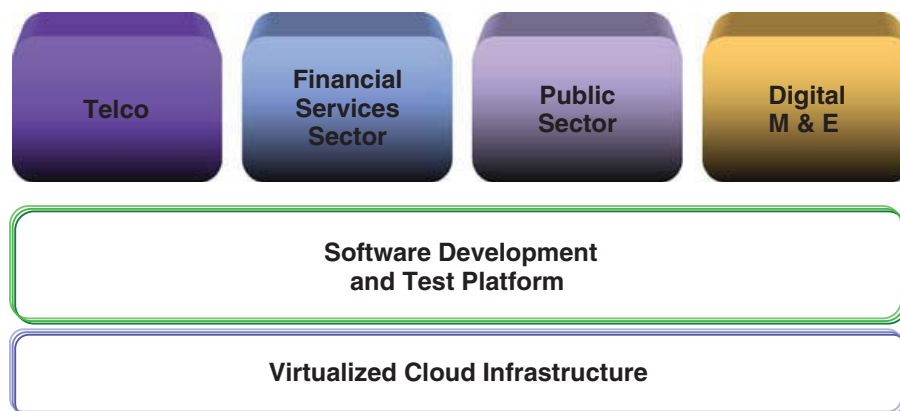 Telco
Financial
Services
Sector
Public
Sector
Digital
M & E
Software Development
and Test Platform
Virtualized Cloud Infrastructure